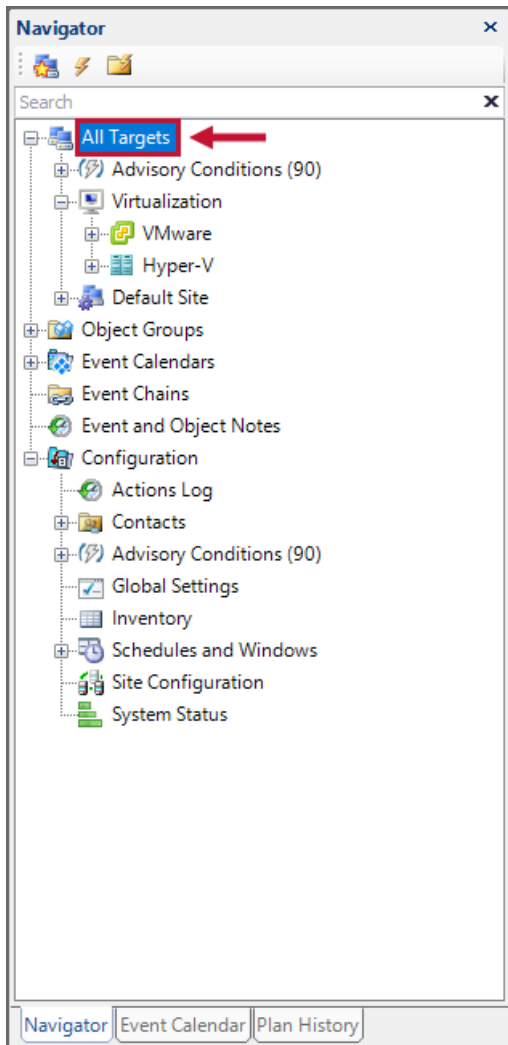 Navigator
Search
All Targets
Advisory Conditions (90)
Virtualization
VMware
Hyper-V
Default Site
Object Groups
Event Calendars
Event Chains
Event and Object Notes
Configuration
Actions Log
Contacts
Advisory Conditions (90)
Global Settings
Inventory
Schedules and Windows
Site Configuration
System Status
Navigator Event Calendar Plan History